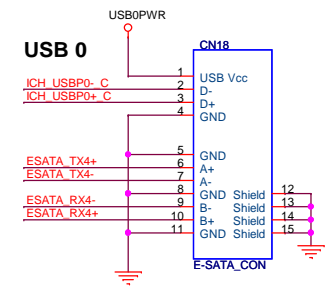 USB0PWR
USB 0
CN18
1 USB Vcc
ICH_USBP0-_C 2 D-
ICH_USBP0+_C 3 D+
4 GND
5 GND
ESATA_TX4+ 6 A+
ESATA_TX4- 7 A-
8 GND Shield 12
ESATA_RX4- 9 B- Shield 13
ESATA_RX4+ 10 B+ Shield 14
11 GND Shield 15
E-SATA_CON